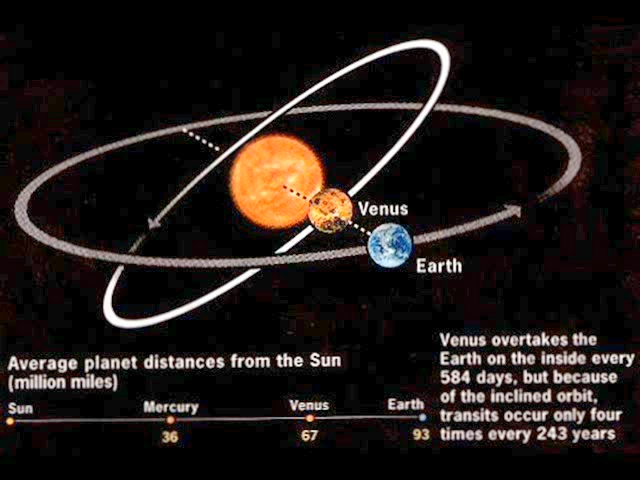 Venus
Earth
Average planet distances from the Sun
(million miles)
Sun
Mercury
Venus
Earth
36
67
93
Venus overtakes the
Earth on the inside every
584 days, but because
of the inclined orbit,
transits occur only four
times every 243 years